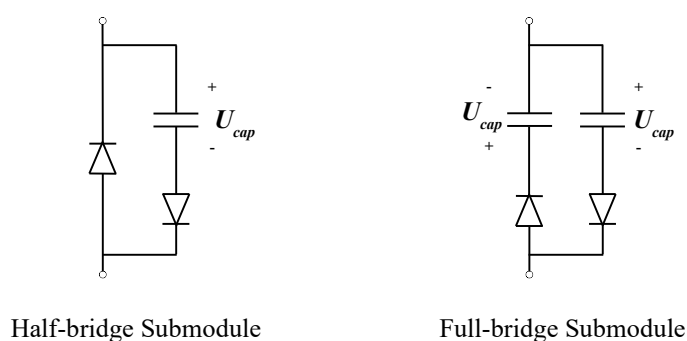 +
U_cap
-
-
U_cap
+
+
U_cap
-
Half-bridge Submodule
Full-bridge Submodule